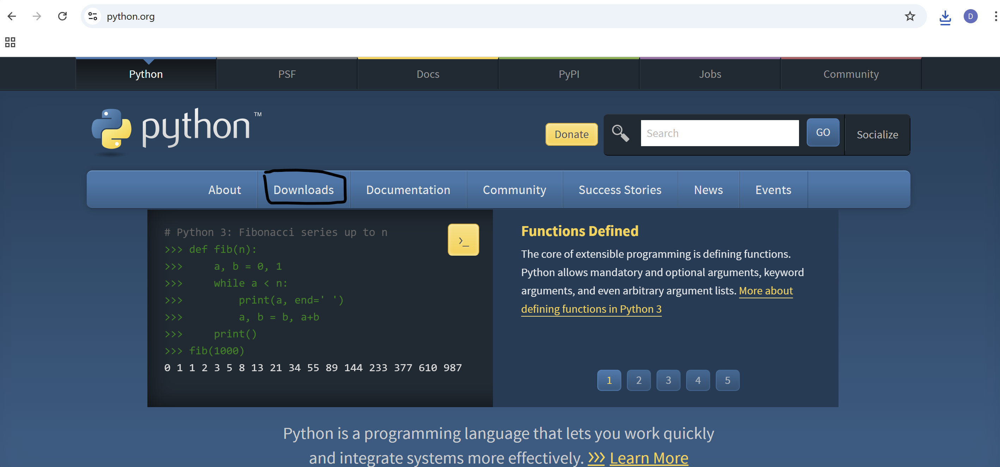 python.org
D
Python PSF Docs PyPI Jobs Community
python™
Donate Search GO Socialize
About Downloads Documentation Community Success Stories News Events
# Python 3: Fibonacci series up to n
>>> def fib(n):
>>>     a, b = 0, 1
>>>     while a < n:
>>>         print(a, end=' ')
>>>         a, b = b, a+b
>>>     print()
>>> fib(1000)
0 1 1 2 3 5 8 13 21 34 55 89 144 233 377 610 987
>_
Functions Defined
The core of extensible programming is defining functions.
Python allows mandatory and optional arguments, keyword
arguments, and even arbitrary argument lists. More about
defining functions in Python 3
1 2 3 4 5
Python is a programming language that lets you work quickly
and integrate systems more effectively. >>> Learn More